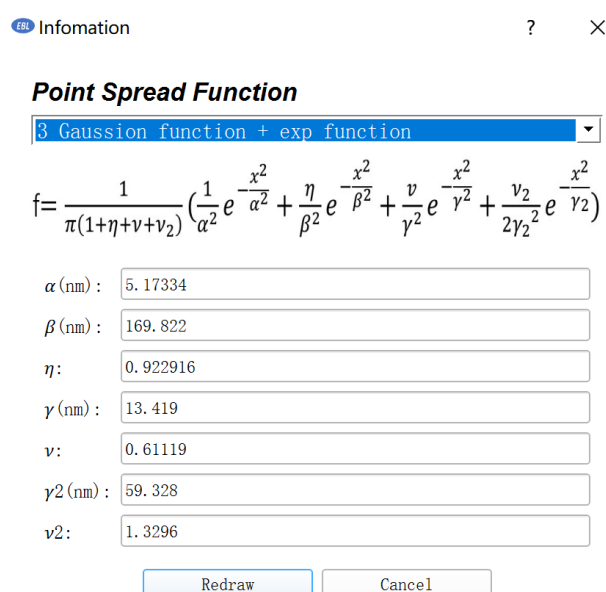 EBL Infomation ? ×
Point Spread Function
3 Gaussion function + exp function
f= 1/π(1+η+ν+ν₂) (1/α² e^(-x²/α²) + η/β² e^(-x²/β²) + ν/γ² e^(-x²/γ²) + ν₂/2γ₂² e^(-x²/γ₂))
α(nm): 5.17334
β(nm): 169.822
η: 0.922916
γ(nm): 13.419
ν: 0.61119
γ2(nm): 59.328
ν2: 1.3296
Redraw Cancel